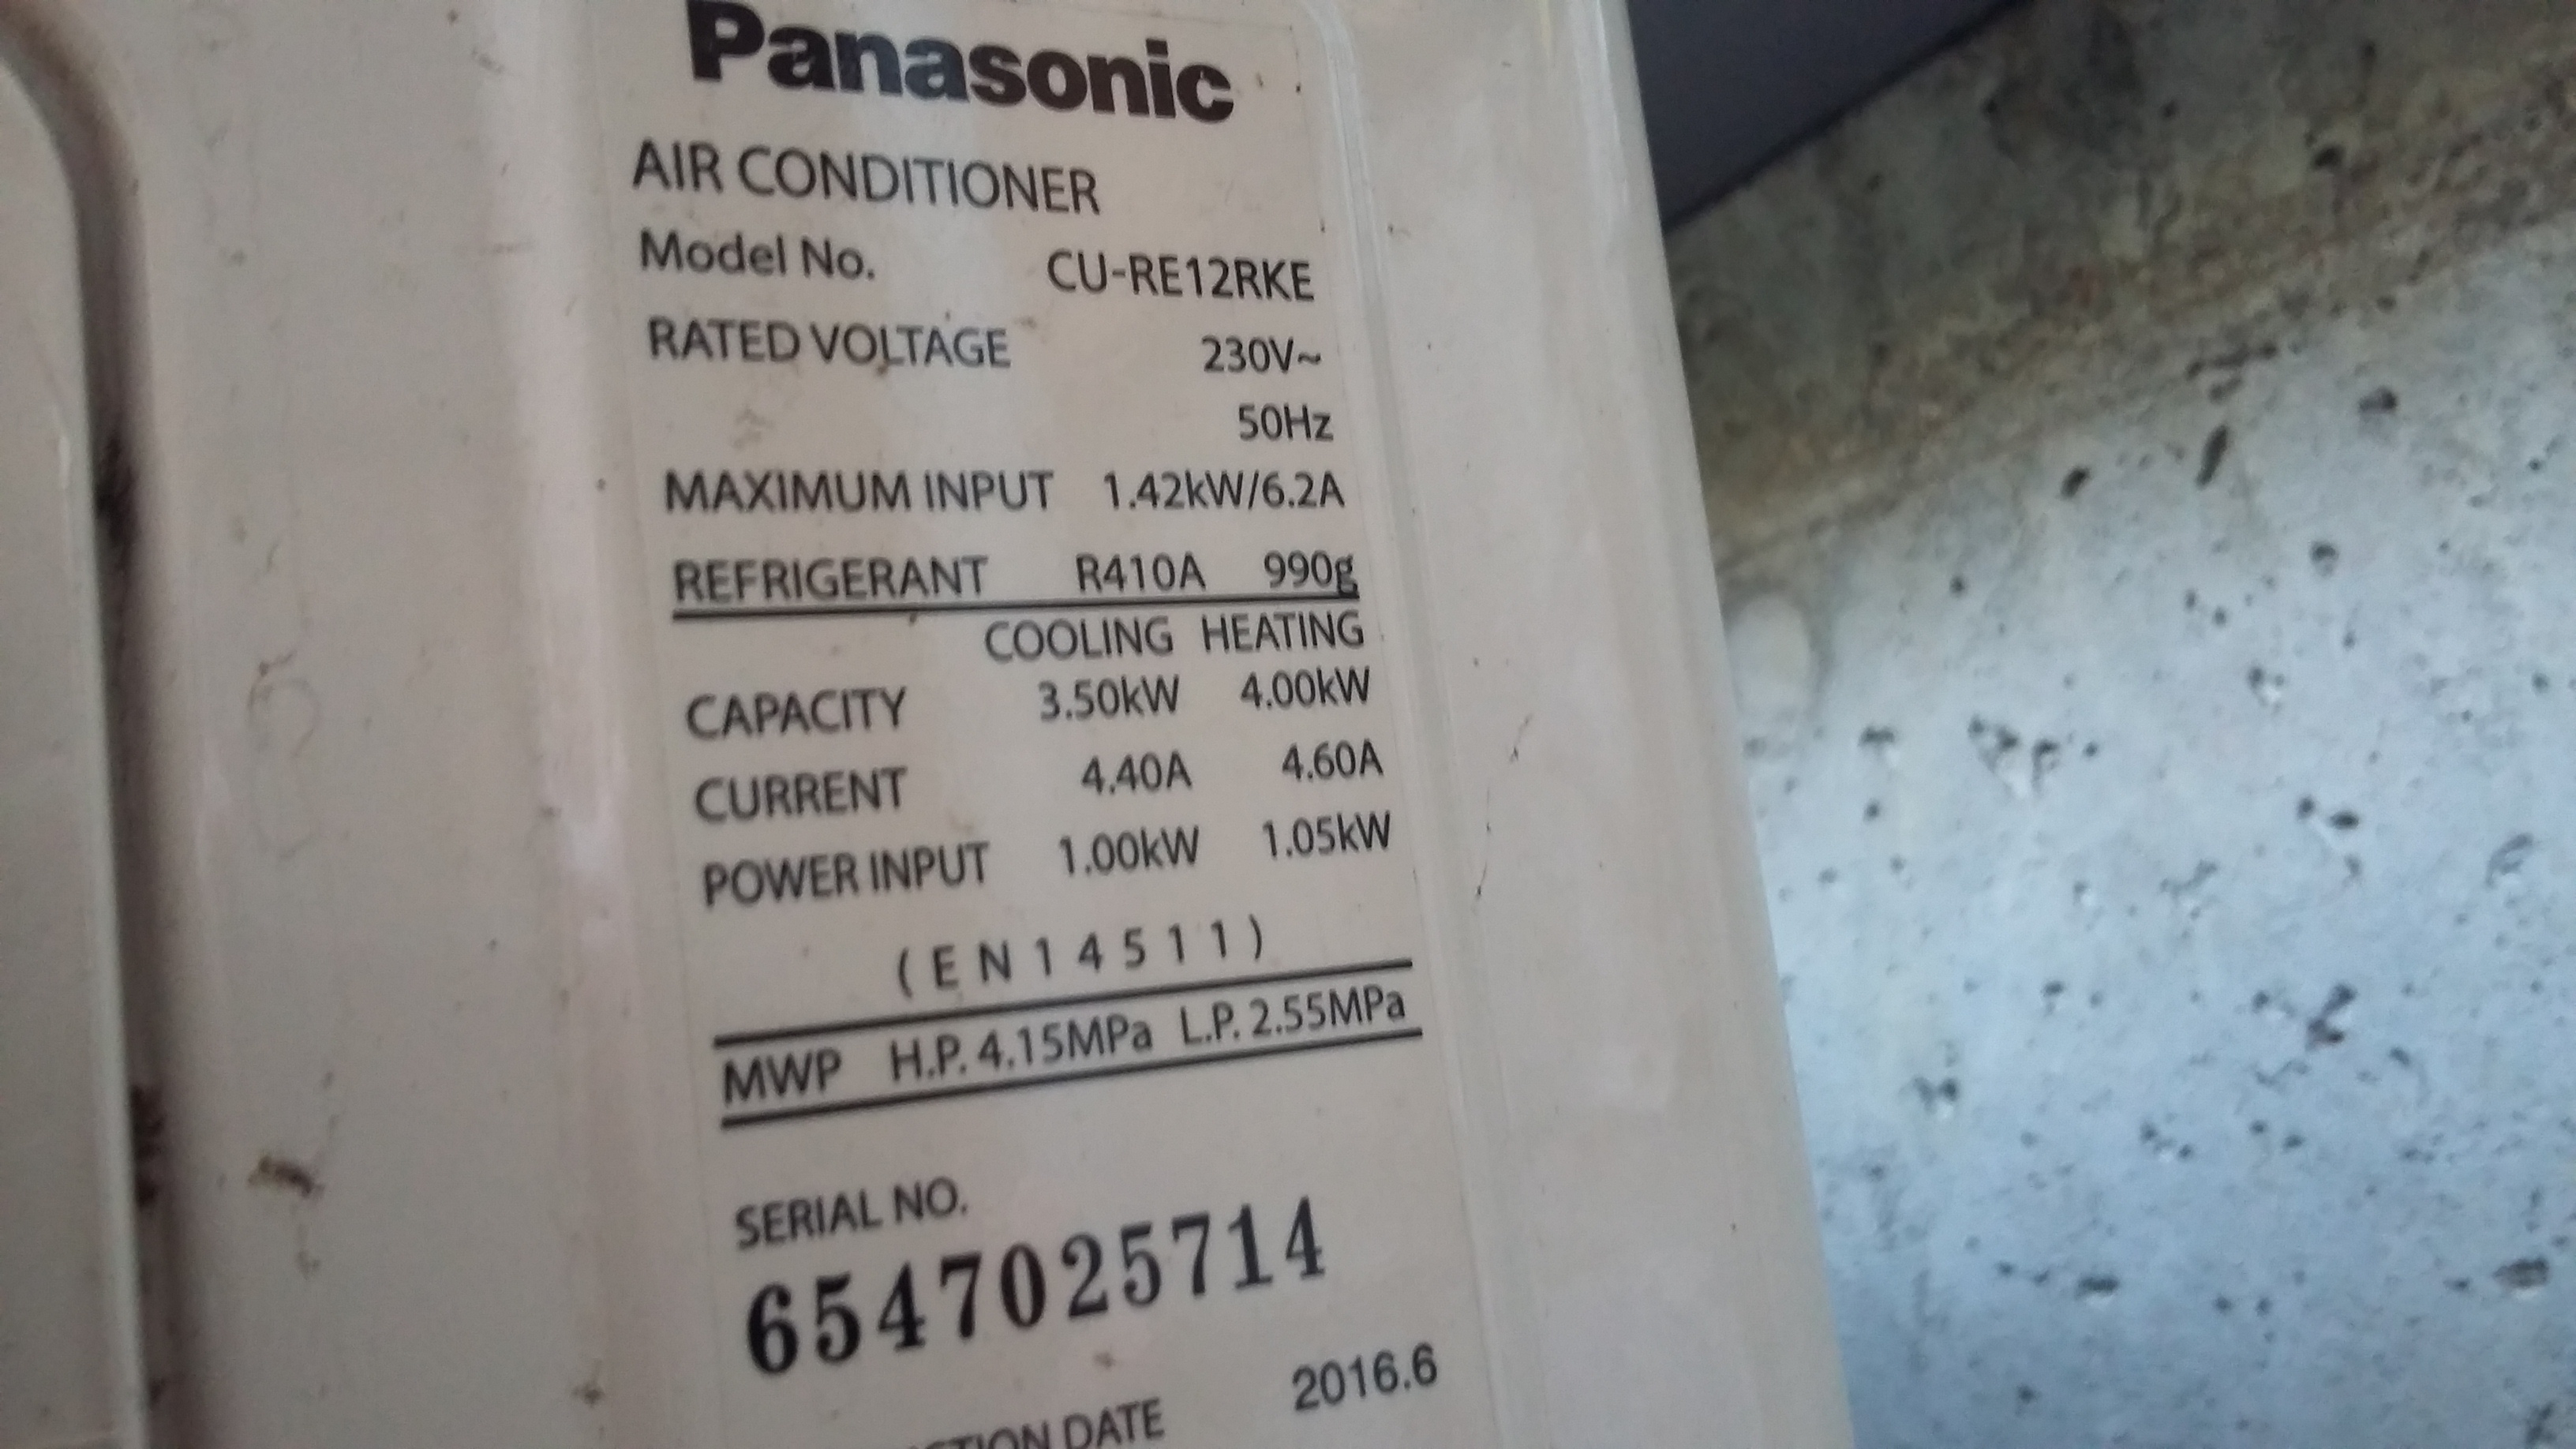 Panasonic
AIR CONDITIONER
Model No. CU-RE12RKE
RATED VOLTAGE 230V~
50Hz
MAXIMUM INPUT 1.42kW/6.2A
REFRIGERANT R410A 990g
COOLING HEATING
CAPACITY 3.50kW 4.00kW
CURRENT 4.40A 4.60A
POWER INPUT 1.00kW 1.05kW
(EN14511)
MWP H.P. 4.15MPa L.P. 2.55MPa
SERIAL NO.
6547025714
DATE 2016.6